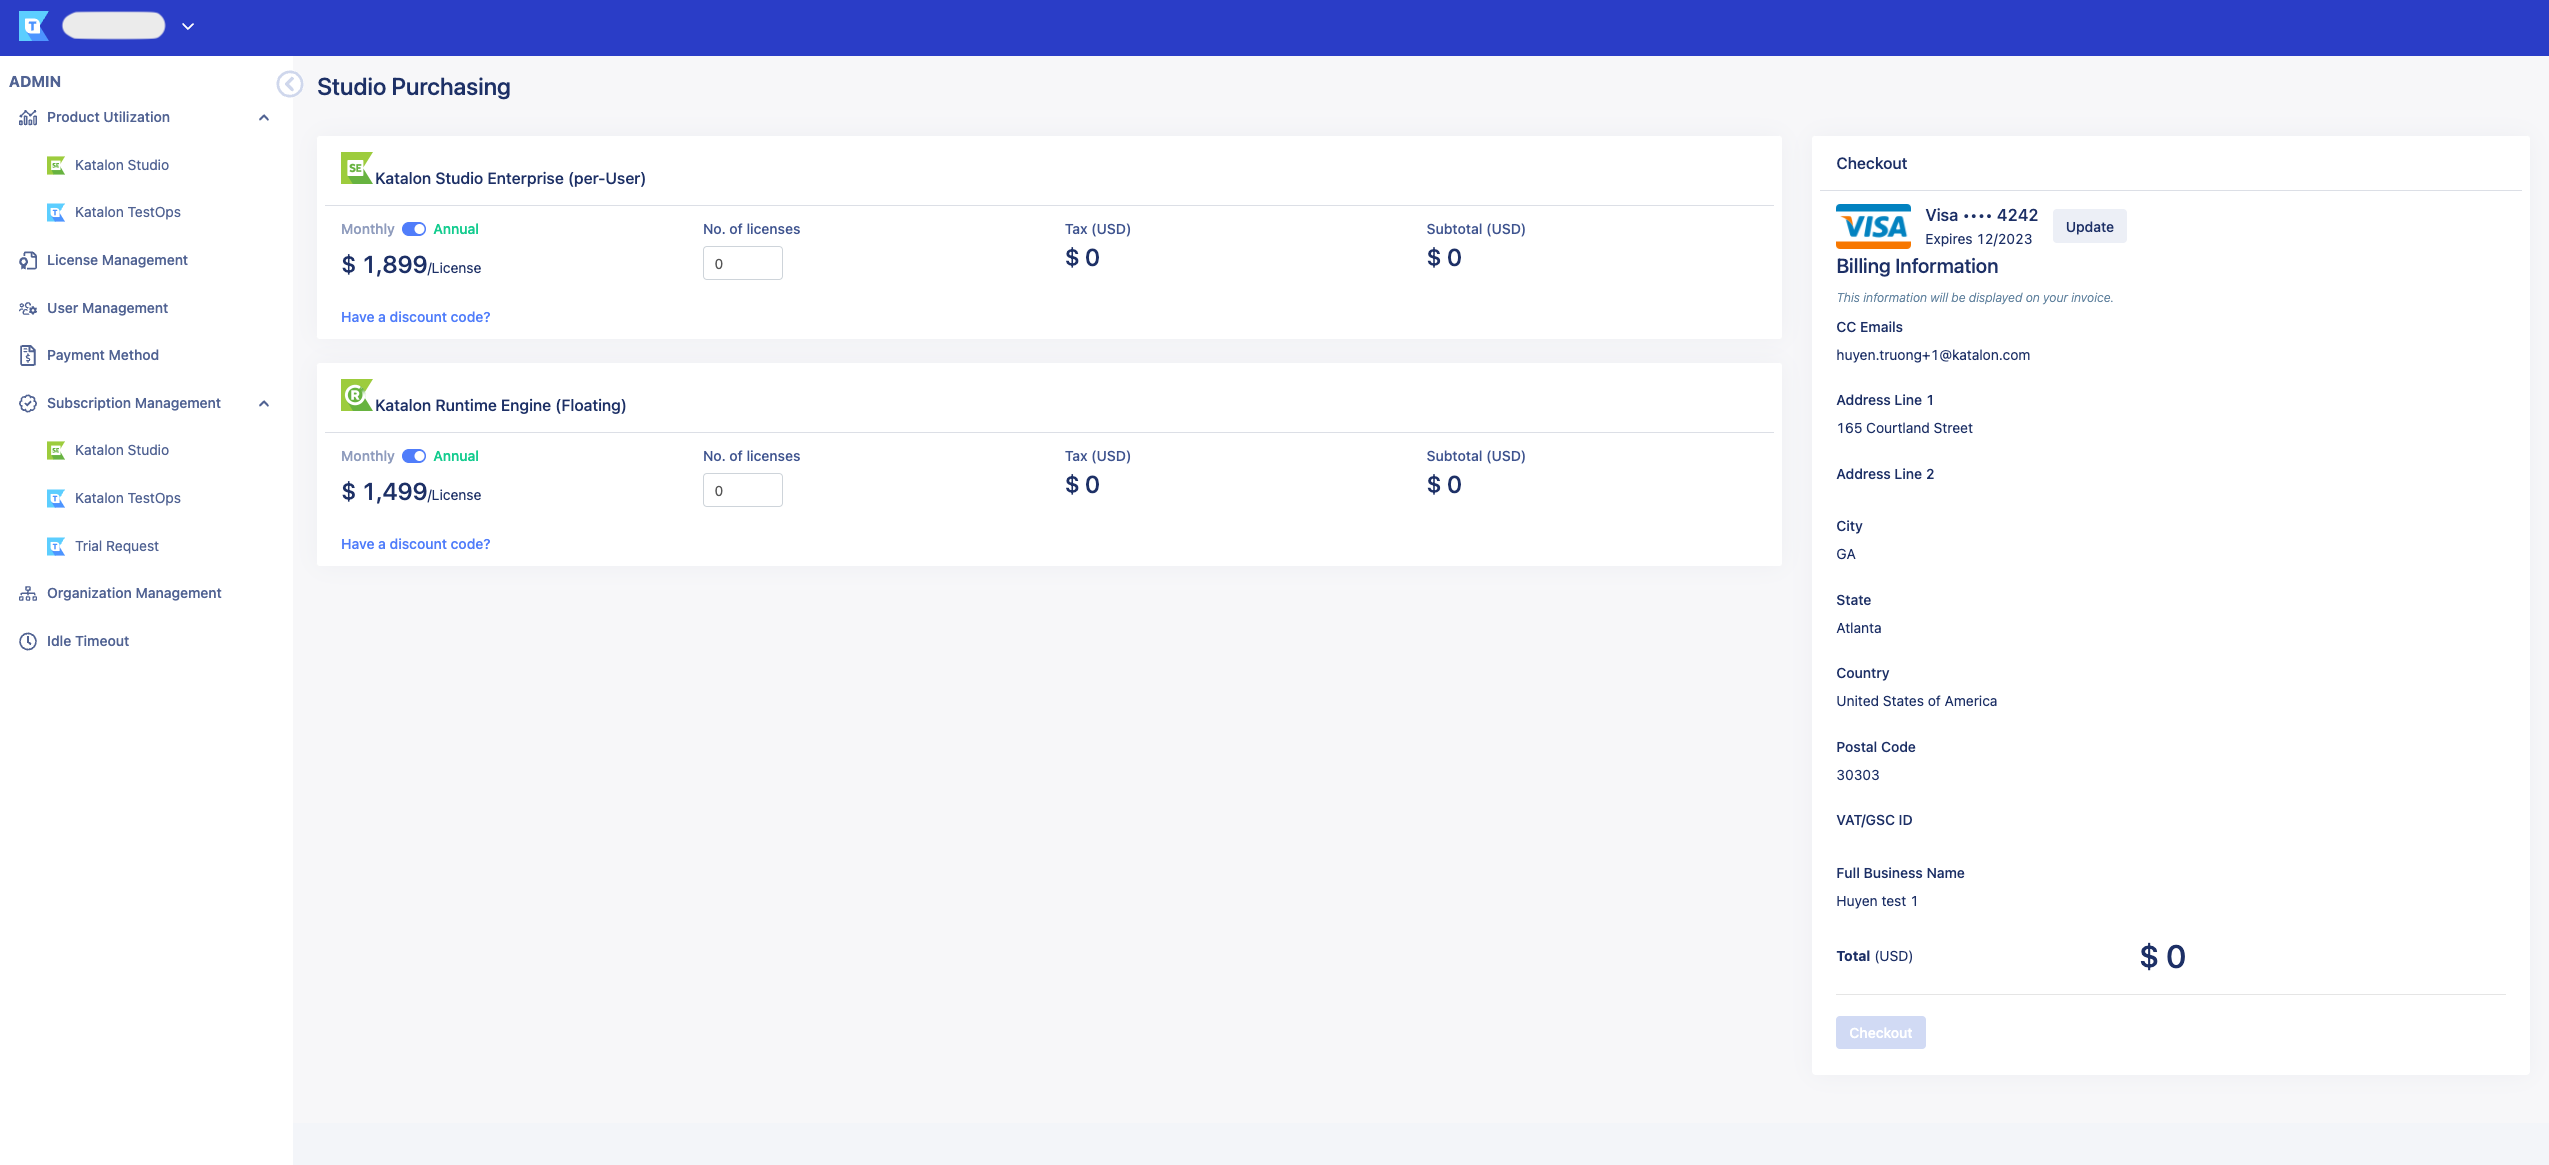 ADMIN
Product Utilization
Katalon Studio
Katalon TestOps
License Management
User Management
Payment Method
Subscription Management
Katalon Studio
Katalon TestOps
Trial Request
Organization Management
Idle Timeout
Studio Purchasing
SE Katalon Studio Enterprise (per-User)
Monthly Annual No. of licenses Tax (USD) Subtotal (USD)
$ 1,899/License 0 $ 0 $ 0
Have a discount code?
R Katalon Runtime Engine (Floating)
Monthly Annual No. of licenses Tax (USD) Subtotal (USD)
$ 1,499/License 0 $ 0 $ 0
Have a discount code?
Checkout
VISA Visa •••• 4242 Update
Expires 12/2023
Billing Information
This information will be displayed on your invoice.
CC Emails
huyen.truong+1@katalon.com
Address Line 1
165 Courtland Street
Address Line 2
City
GA
State
Atlanta
Country
United States of America
Postal Code
30303
VAT/GSC ID
Full Business Name
Huyen test 1
Total (USD) $ 0
Checkout